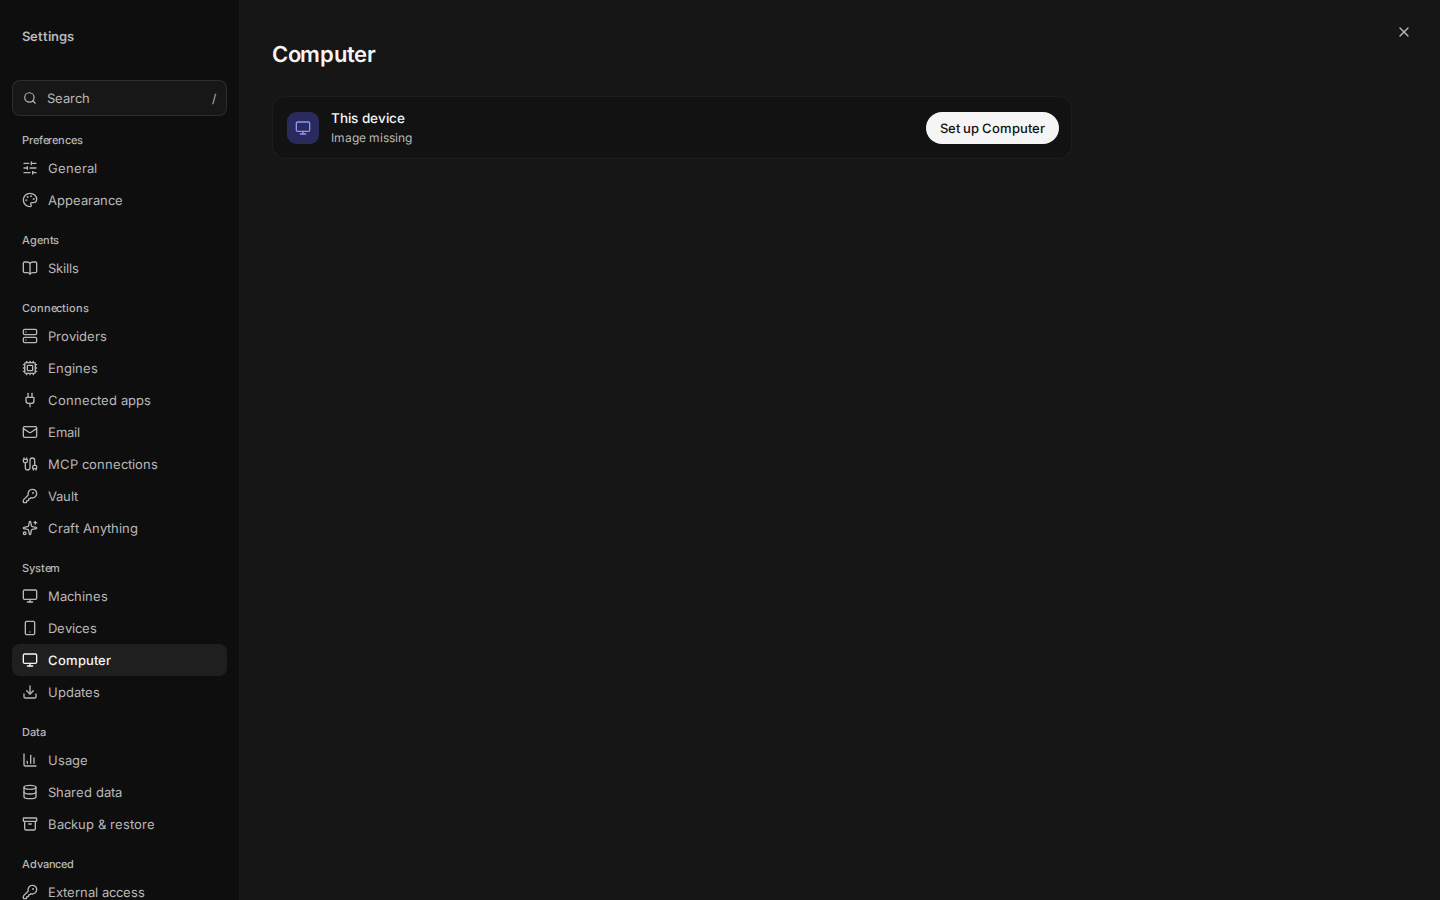 Settings
Search /
Preferences
General
Appearance
Agents
Skills
Connections
Providers
Engines
Connected apps
Email
MCP connections
Vault
Craft Anything
System
Machines
Devices
Computer
Updates
Data
Usage
Shared data
Backup & restore
Advanced
External access
Computer
This device
Image missing
Set up Computer